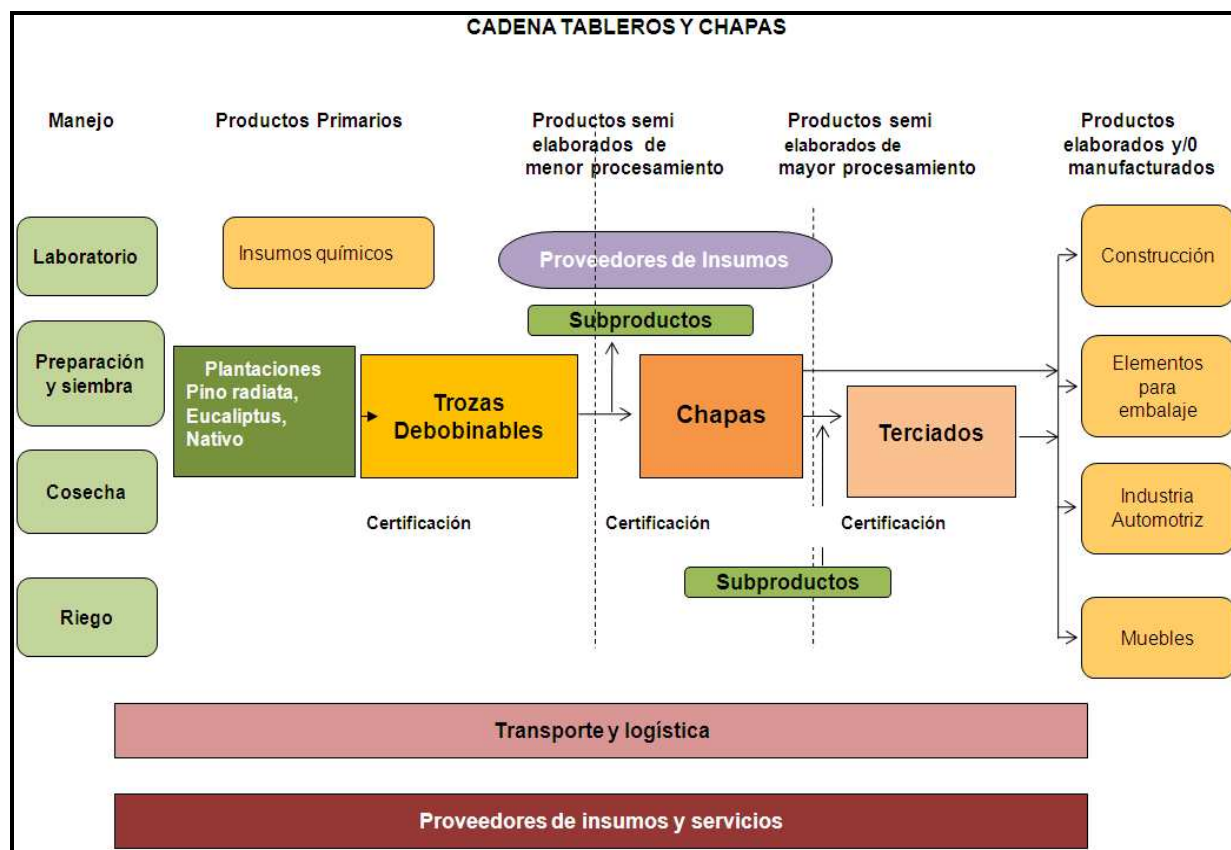 CADENA TABLEROS Y CHAPAS
Manejo
Productos Primarios
Productos semi
elaborados de
menor procesamiento
Productos semi
elaborados de
mayor procesamiento
Productos
elaborados y/0
manufacturados
Laboratorio
Insumos químicos
Proveedores de Insumos
Construcción
Subproductos
Preparación
y siembra
Plantaciones
Pino radiata,
Eucaliptus,
Nativo
Trozas
Debobinables
Chapas
Terciados
Elementos
para
embalaje
Cosecha
Certificación
Certificación
Certificación
Industria
Automotriz
Subproductos
Riego
Muebles
Transporte y logística
Proveedores de insumos y servicios